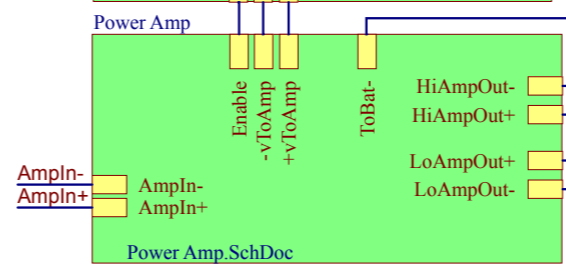 Power Amp
Enable
-vToAmp
+vToAmp
ToBat-
HiAmpOut-
HiAmpOut+
LoAmpOut+
LoAmpOut-
AmpIn-
AmpIn+
AmpIn-
AmpIn+
Power Amp.SchDoc